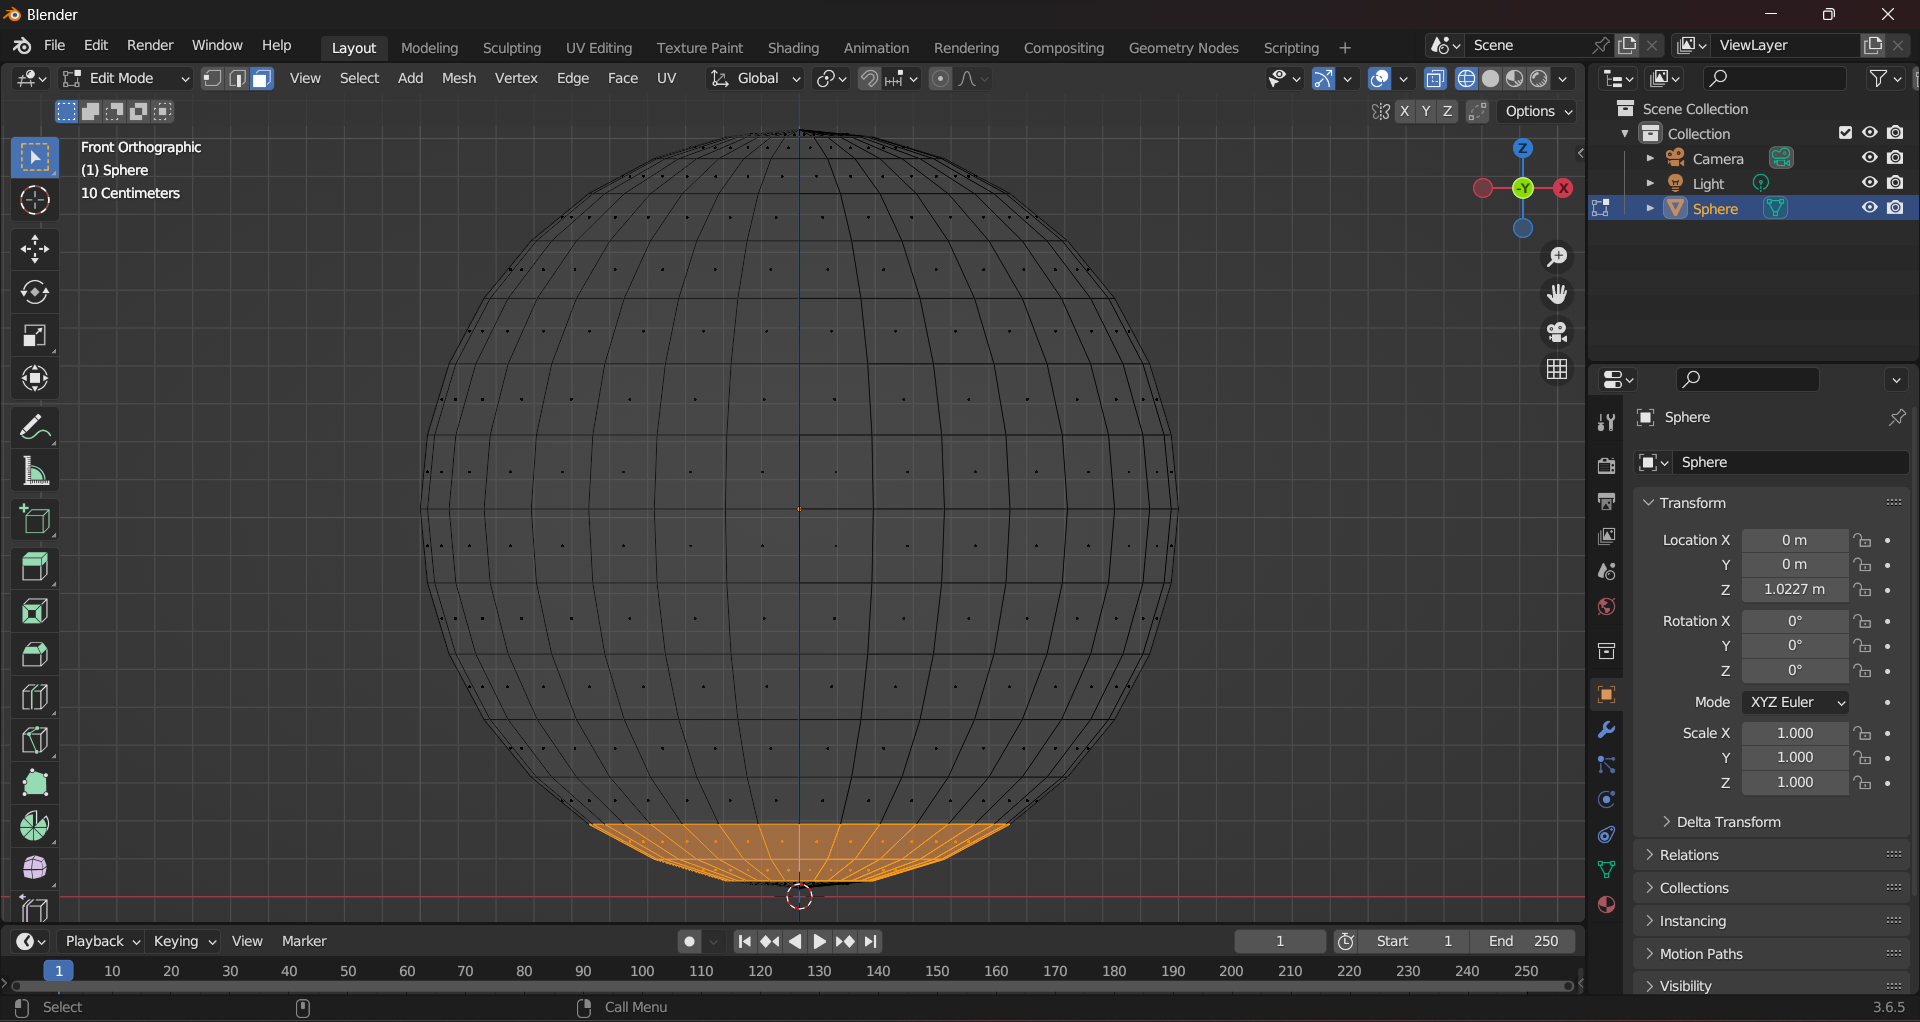 Blender
File Edit Render Window Help Layout Modeling Sculpting UV Editing Texture Paint Shading Animation Rendering Compositing Geometry Nodes Scripting + Scene ViewLayer
Edit Mode View Select Add Mesh Vertex Edge Face UV Global
X Y Z Options
Front Orthographic
(1) Sphere
10 Centimeters
Z
-Y X
Scene Collection
Collection
Camera
Light
Sphere
Sphere
Sphere
Transform
Location X 0 m
Y 0 m
Z 1.0227 m
Rotation X 0°
Y 0°
Z 0°
Mode XYZ Euler
Scale X 1.000
Y 1.000
Z 1.000
Delta Transform
Relations
Collections
Instancing
Motion Paths
Visibility
Playback Keying View Marker 1 Start 1 End 250
1 10 20 30 40 50 60 70 80 90 100 110 120 130 140 150 160 170 180 190 200 210 220 230 240 250
Select Call Menu 3.6.5